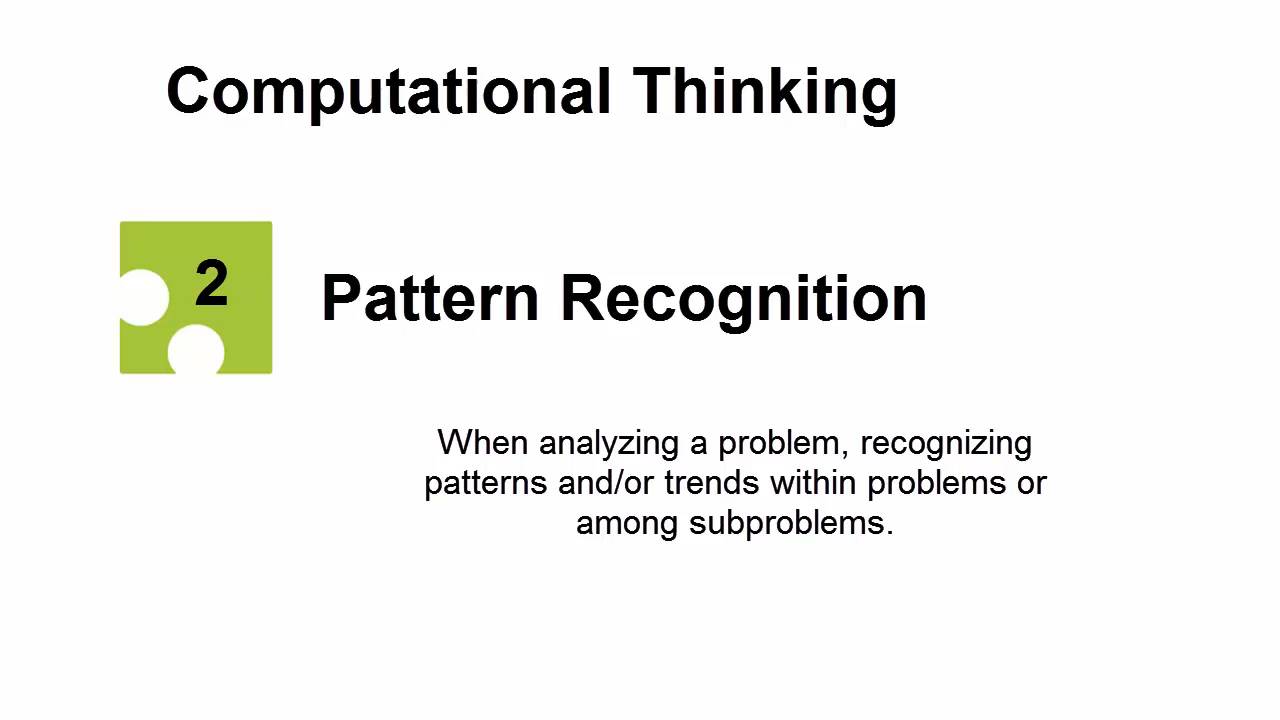 Computational Thinking
2
Pattern Recognition
When analyzing a problem, recognizing
patterns and/or trends within problems or
among subproblems.